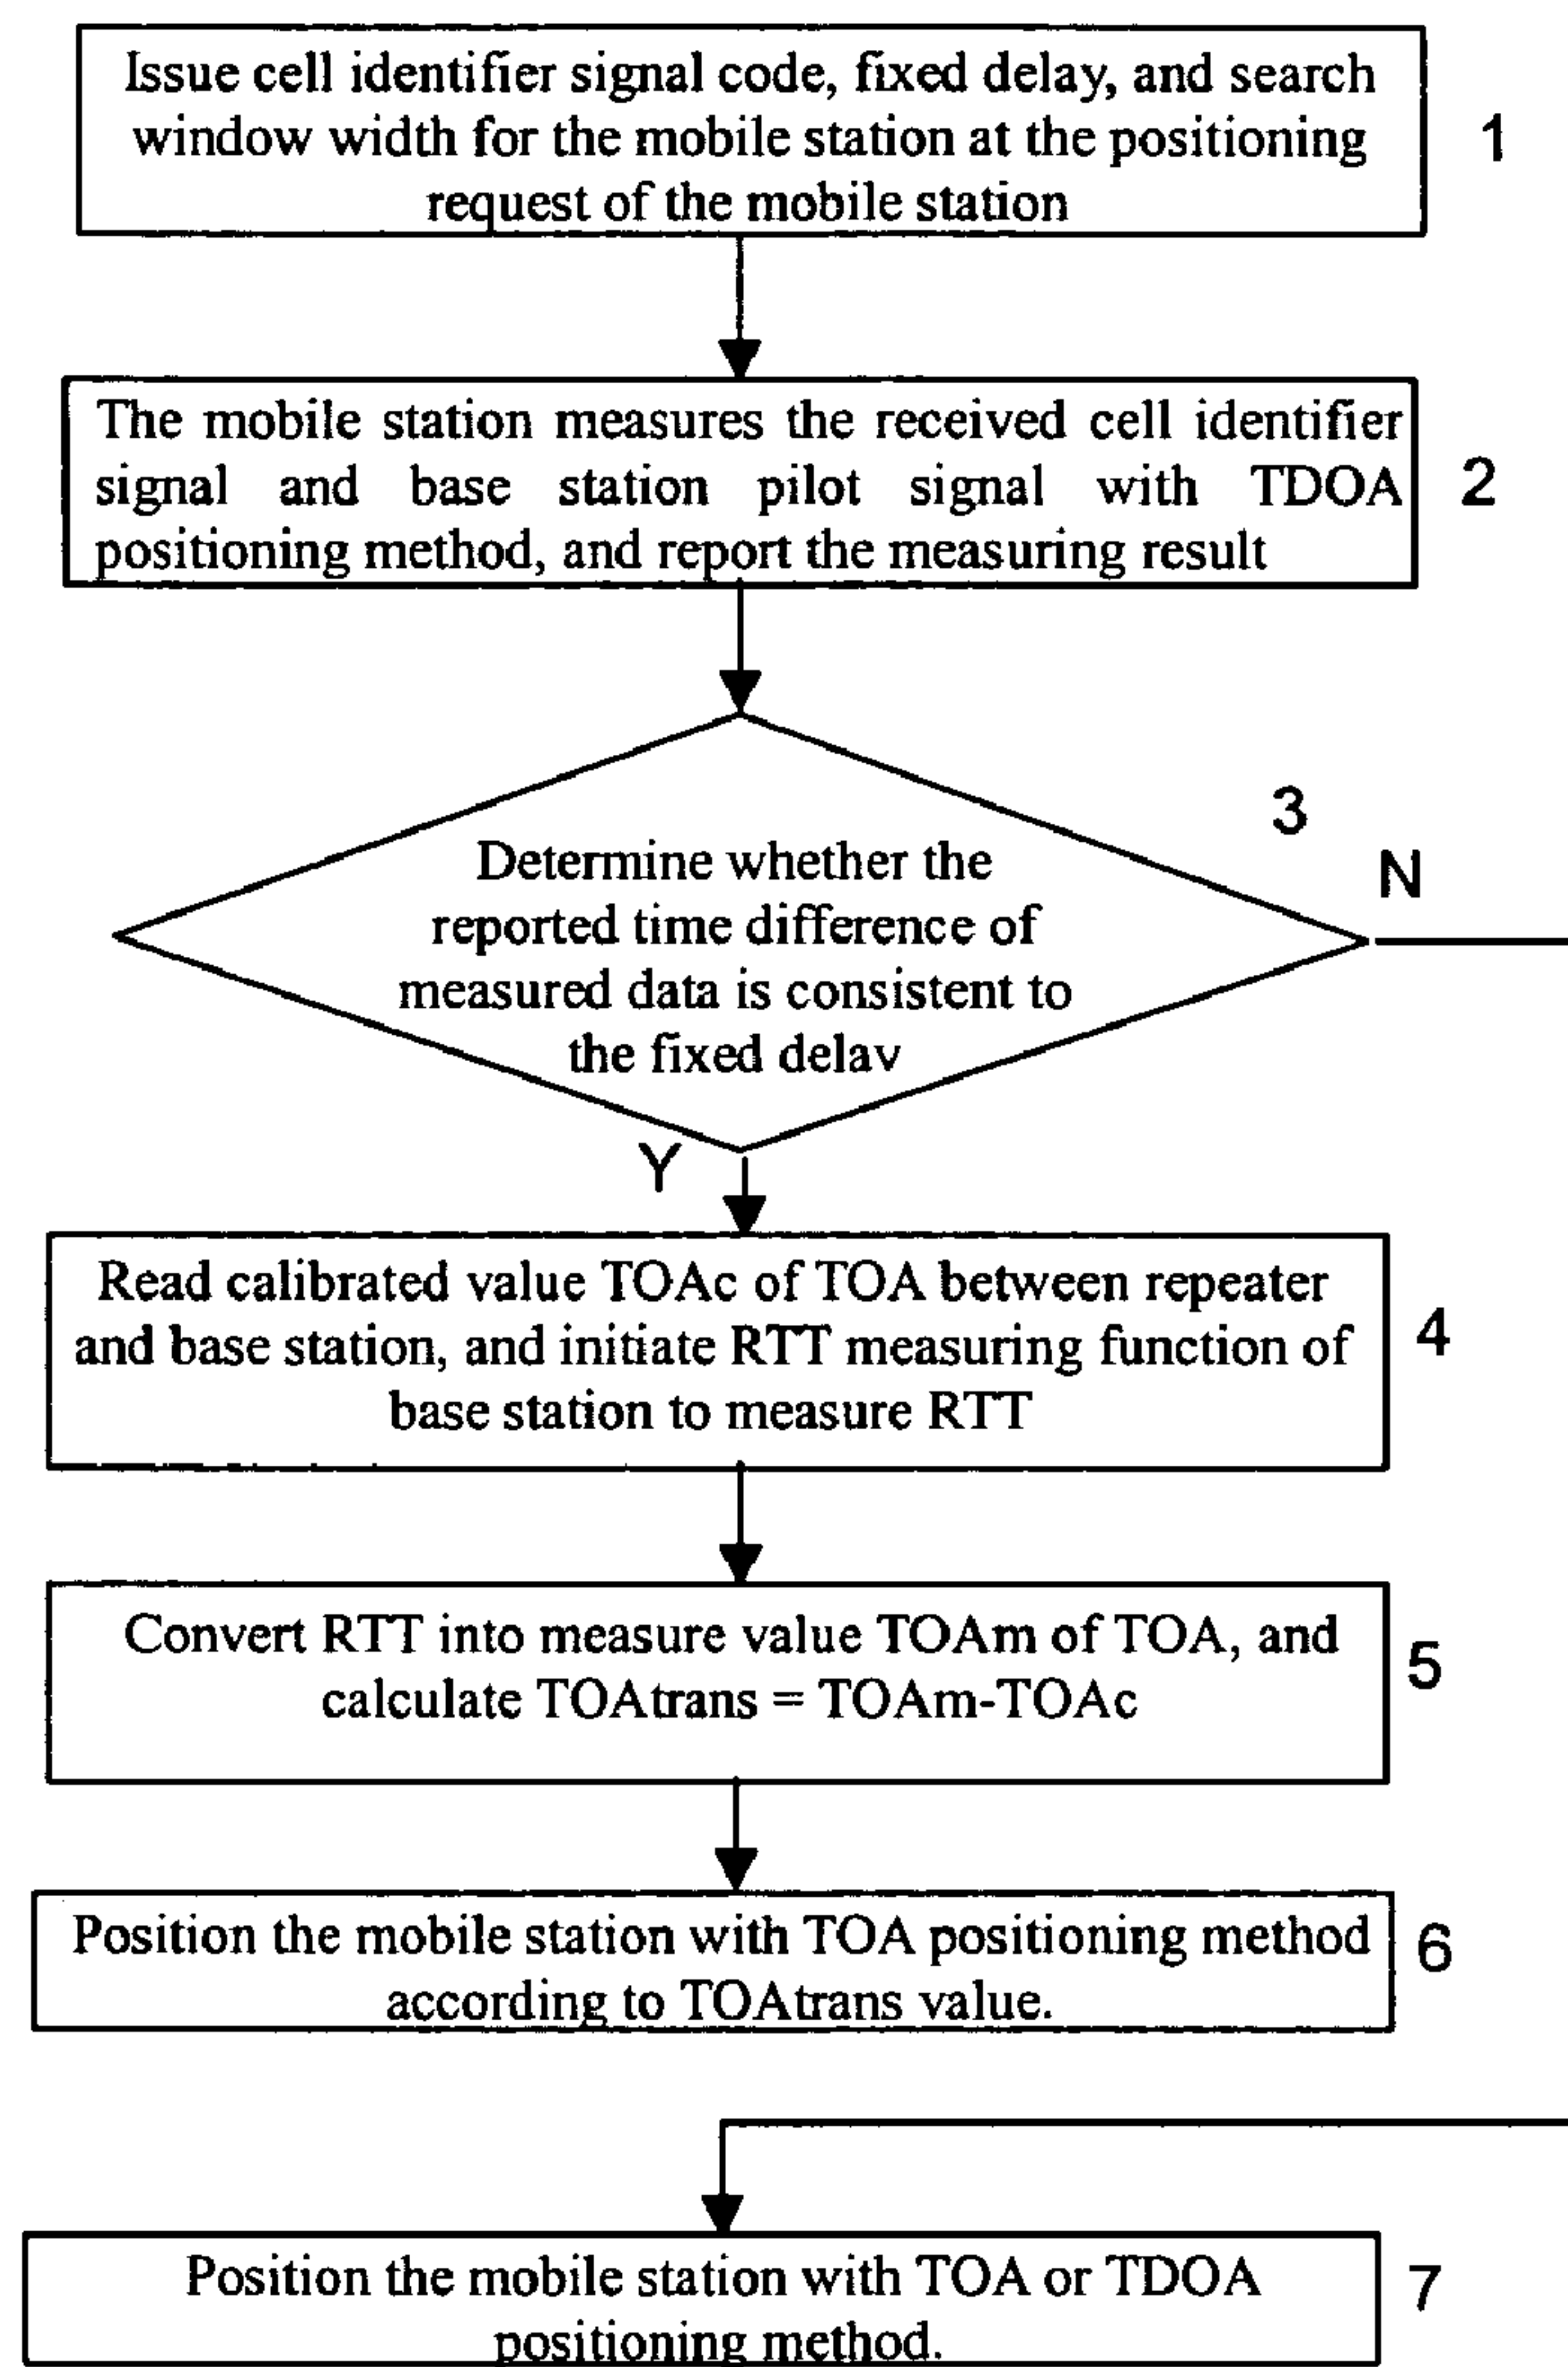 Issue cell identifier signal code, fixed delay, and search
window width for the mobile station at the positioning
request of the mobile station
1
The mobile station measures the received cell identifier
signal and base station pilot signal with TDOA
positioning method, and report the measuring result
2
3
Determine whether the
reported time difference of
measured data is consistent to
the fixed delay
N
Y
Read calibrated value TOAc of TOA between repeater
and base station, and initiate RTT measuring function of
base station to measure RTT
4
Convert RTT into measure value TOAm of TOA, and
calculate TOAtrans = TOAm-TOAc
5
Position the mobile station with TOA positioning method
according to TOAtrans value.
6
Position the mobile station with TOA or TDOA
positioning method.
7